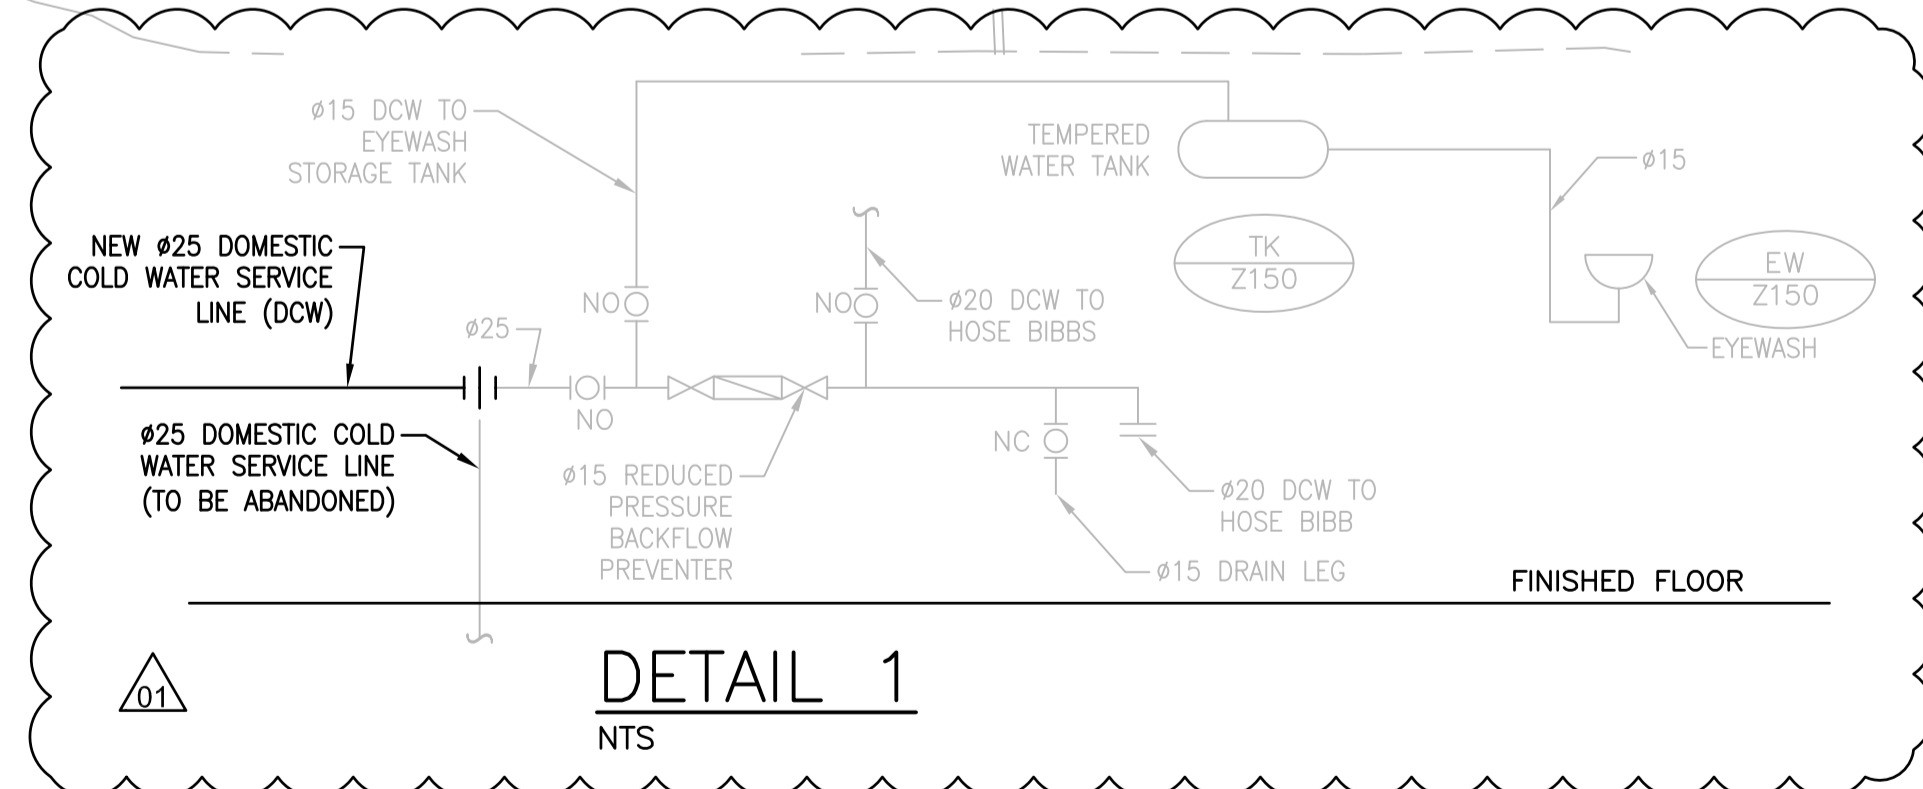 ø15 DCW TO
EYEWASH
STORAGE TANK
TEMPERED
WATER TANK
ø15
NEW ø25 DOMESTIC
COLD WATER SERVICE
LINE (DCW)
TK
Z150
EW
Z150
NO
NO
ø20 DCW TO
HOSE BIBBS
ø25
EYEWASH
NO
ø25 DOMESTIC COLD
WATER SERVICE LINE
(TO BE ABANDONED)
NC
ø15 REDUCED
PRESSURE
BACKFLOW
PREVENTER
ø20 DCW TO
HOSE BIBB
ø15 DRAIN LEG
FINISHED FLOOR
01
DETAIL 1
NTS